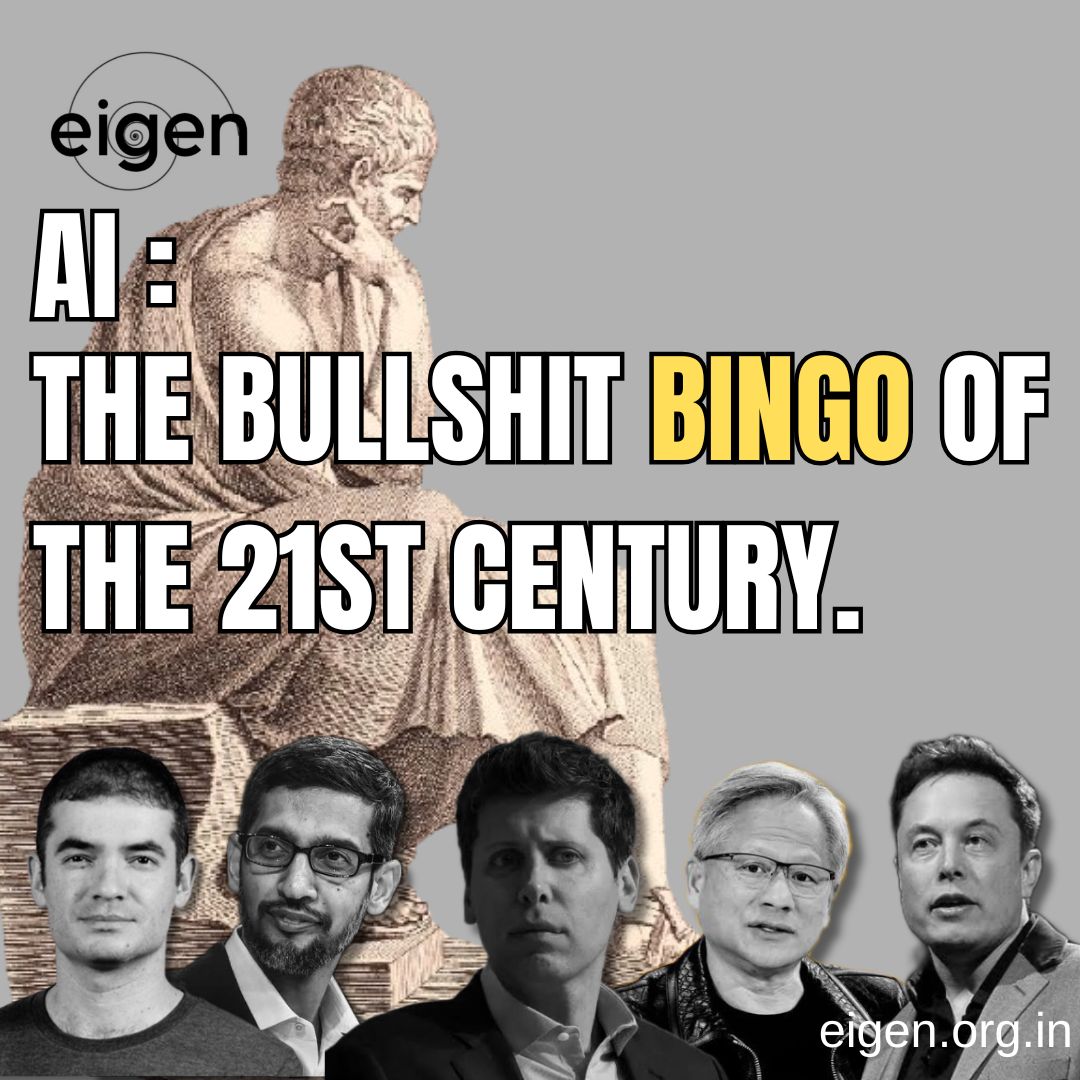 eigen
AI :
THE BULLSHIT BINGO OF
THE 21ST CENTURY.
eigen.org.in